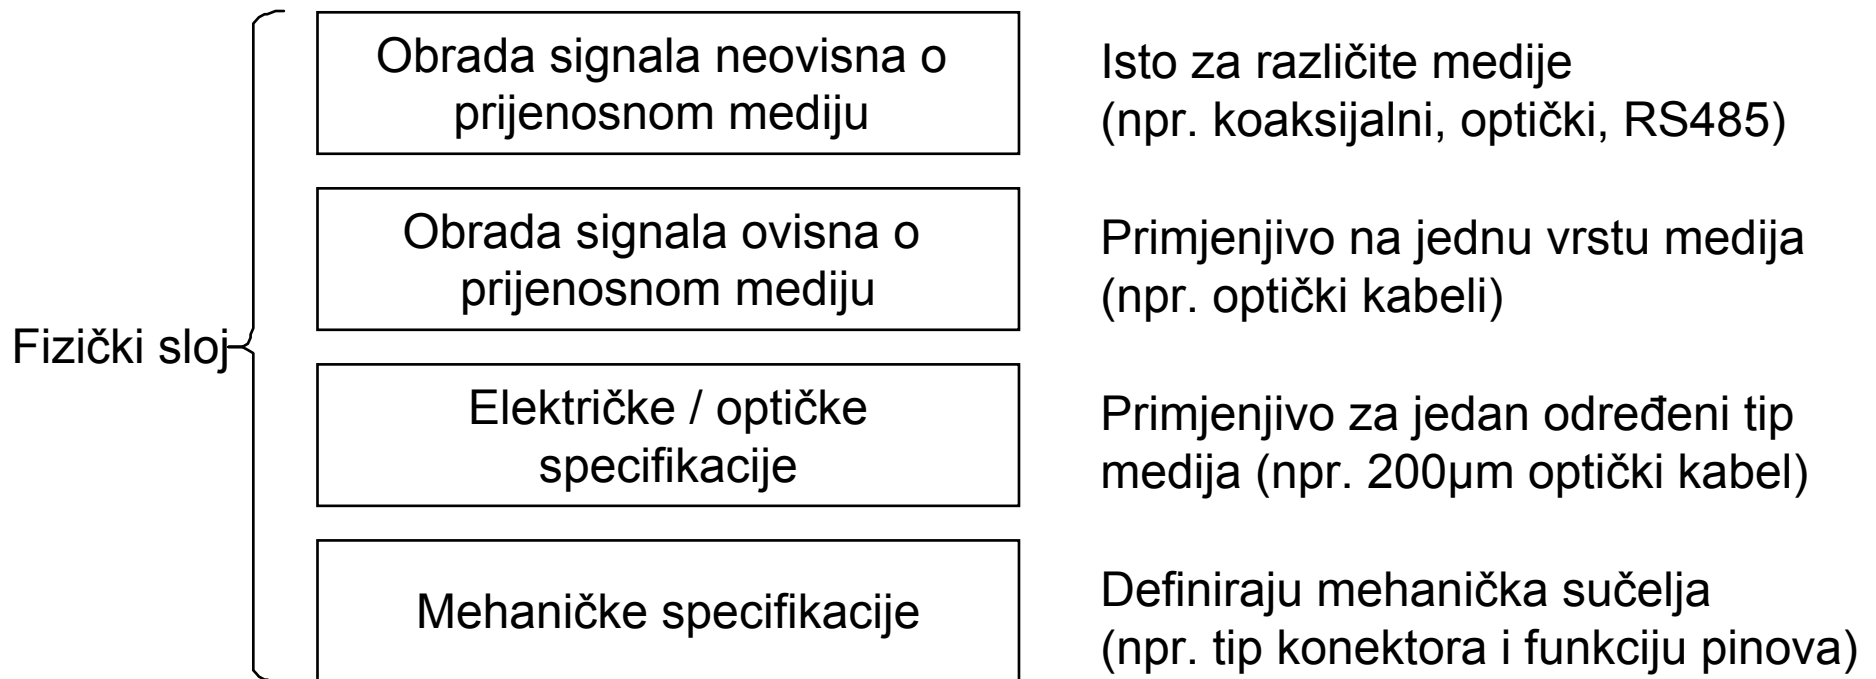 Obrada signala neovisna o
prijenosnom mediju
Isto za različite medije
(npr. koaksijalni, optički, RS485)
Obrada signala ovisna o
prijenosnom mediju
Primjenjivo na jednu vrstu medija
(npr. optički kabeli)
Fizički sloj
Električke / optičke
specifikacije
Primjenjivo za jedan određeni tip
medija (npr. 200µm optički kabel)
Mehaničke specifikacije
Definiraju mehanička sučelja
(npr. tip konektora i funkciju pinova)